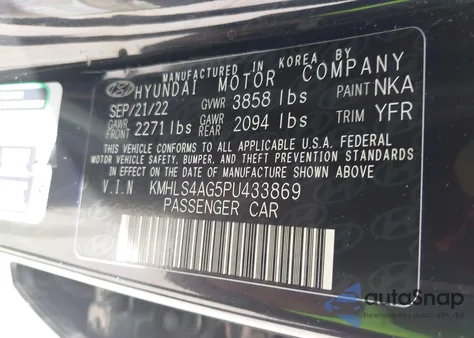 MANUFACTURED IN KOREA BY
HYUNDAI MOTOR COMPANY
SEP/21/22 GVWR 3858 lbs PAINT NKA
GAWR FRONT 2271 lbs GAWR REAR 2094 lbs TRIM YFR
THIS VEHICLE CONFORMS TO ALL APPLICABLE U.S.A. FEDERAL
MOTOR VEHICLE SAFETY, BUMPER, AND THEFT PREVENTION STANDARDS
IN EFFECT ON THE DATE OF MANUFACTURE SHOWN ABOVE.
V.I.N KMHLS4AG5PU433869
PASSENGER CAR
autoSnap